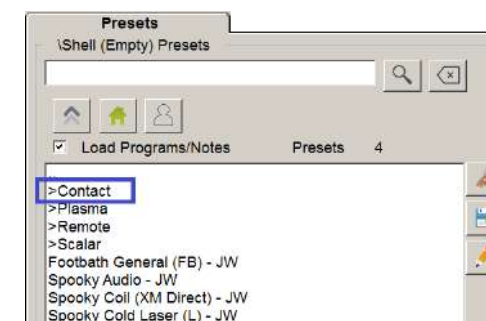 Presets
\Shell (Empty) Presets
Load Programs/Notes Presets 4
..
>Contact
>Plasma
>Remote
>Scalar
Footbath General (FB) - JW
Spooky Audio - JW
Spooky Coil (XM Direct) - JW
Spooky Cold Laser (L) - JW